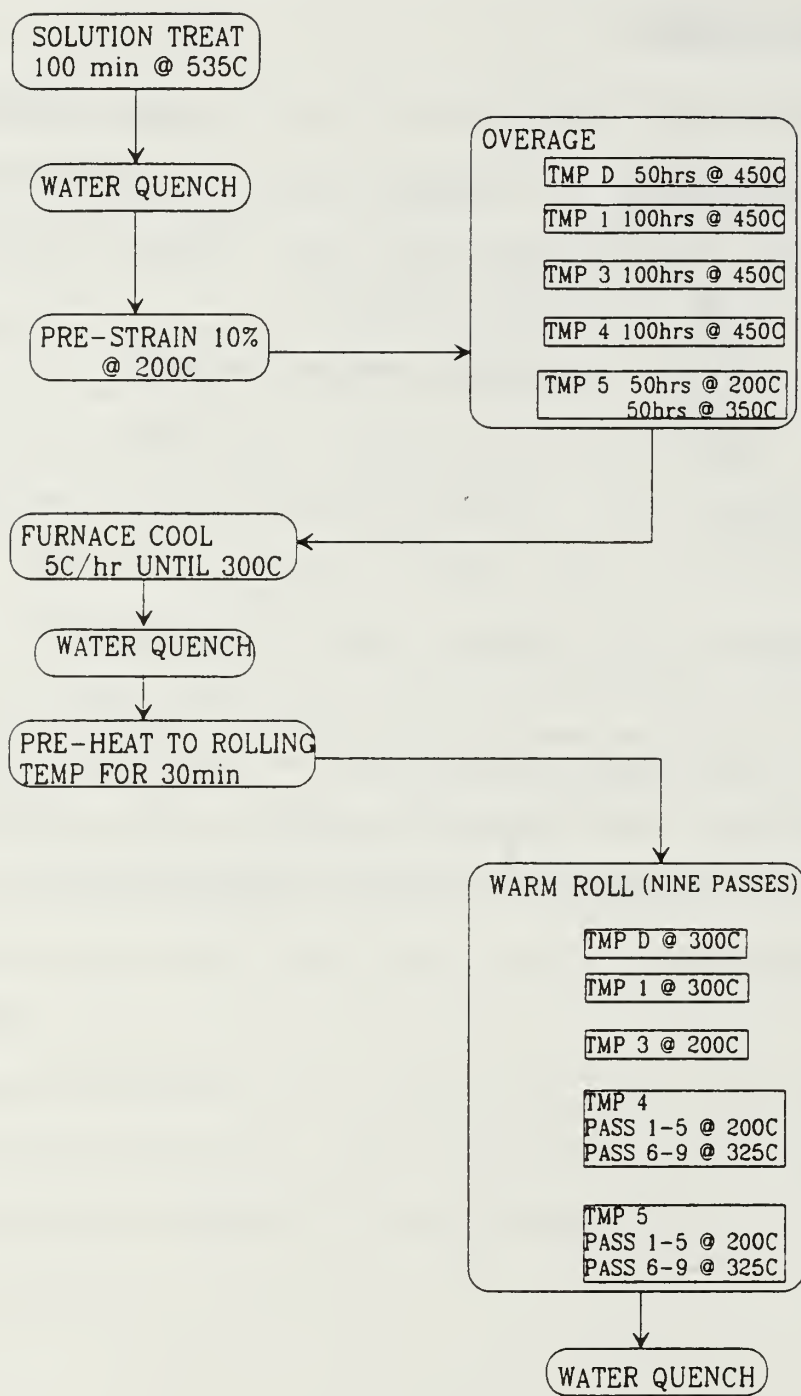 SOLUTION TREAT
100 min @ 535C
WATER QUENCH
PRE-STRAIN 10%
@ 200C
OVERAGE
TMP D 50hrs @ 450C
TMP 1 100hrs @ 450C
TMP 3 100hrs @ 450C
TMP 4 100hrs @ 450C
TMP 5 50hrs @ 200C
50hrs @ 350C
FURNACE COOL
5C/hr UNTIL 300C
WATER QUENCH
PRE-HEAT TO ROLLING
TEMP FOR 30min
WARM ROLL (NINE PASSES)
TMP D @ 300C
TMP 1 @ 300C
TMP 3 @ 200C
TMP 4
PASS 1-5 @ 200C
PASS 6-9 @ 325C
TMP 5
PASS 1-5 @ 200C
PASS 6-9 @ 325C
WATER QUENCH